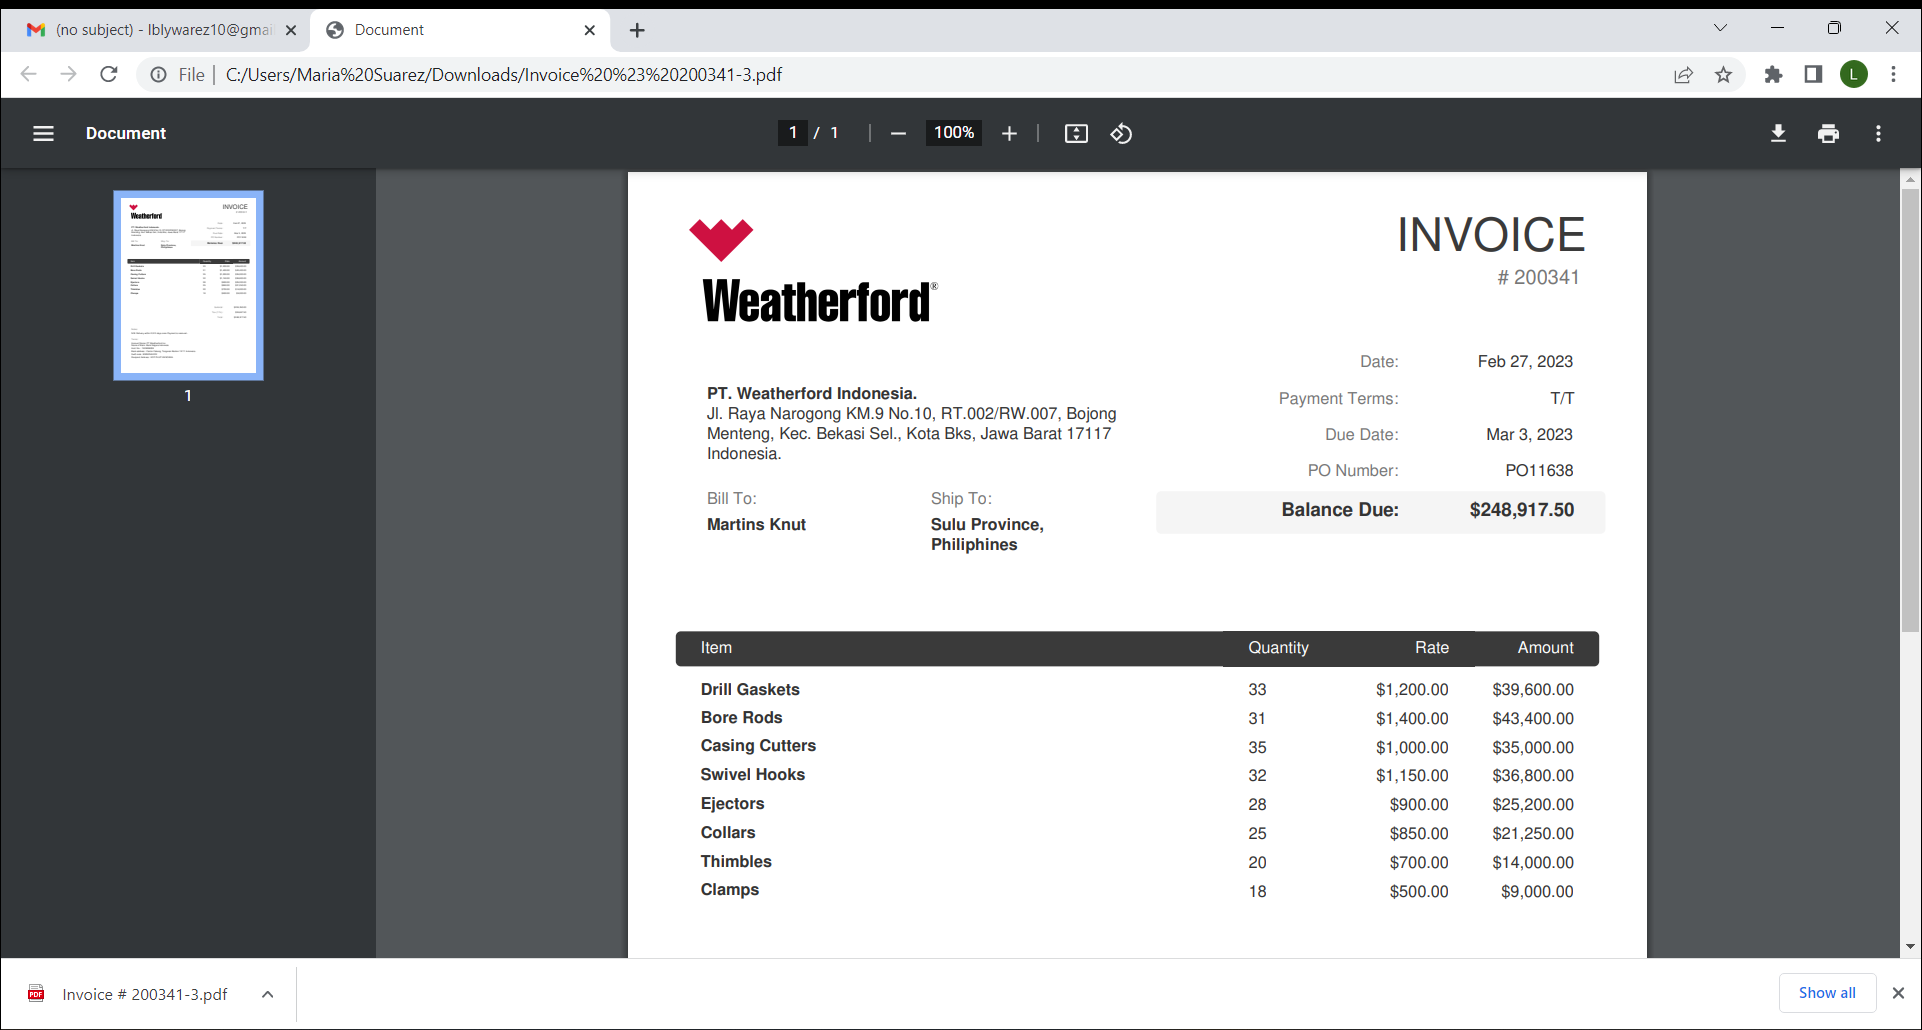 (no subject) - lblywarez10@gmai
Document
File
C:/Users/Maria%20Suarez/Downloads/Invoice%20%23%20200341-3.pdf
L
Document
1 / 1
100%
1
Weatherford®
INVOICE
# 200341
Date: Feb 27, 2023
Payment Terms: T/T
Due Date: Mar 3, 2023
PO Number: PO11638
Balance Due: $248,917.50
PT. Weatherford Indonesia.
Jl. Raya Narogong KM.9 No.10, RT.002/RW.007, Bojong
Menteng, Kec. Bekasi Sel., Kota Bks, Jawa Barat 17117
Indonesia.
Bill To:
Martins Knut
Ship To:
Sulu Province,
Philiphines
Item Quantity Rate Amount
Drill Gaskets 33 $1,200.00 $39,600.00
Bore Rods 31 $1,400.00 $43,400.00
Casing Cutters 35 $1,000.00 $35,000.00
Swivel Hooks 32 $1,150.00 $36,800.00
Ejectors 28 $900.00 $25,200.00
Collars 25 $850.00 $21,250.00
Thimbles 20 $700.00 $14,000.00
Clamps 18 $500.00 $9,000.00
PDF
Invoice # 200341-3.pdf
Show all